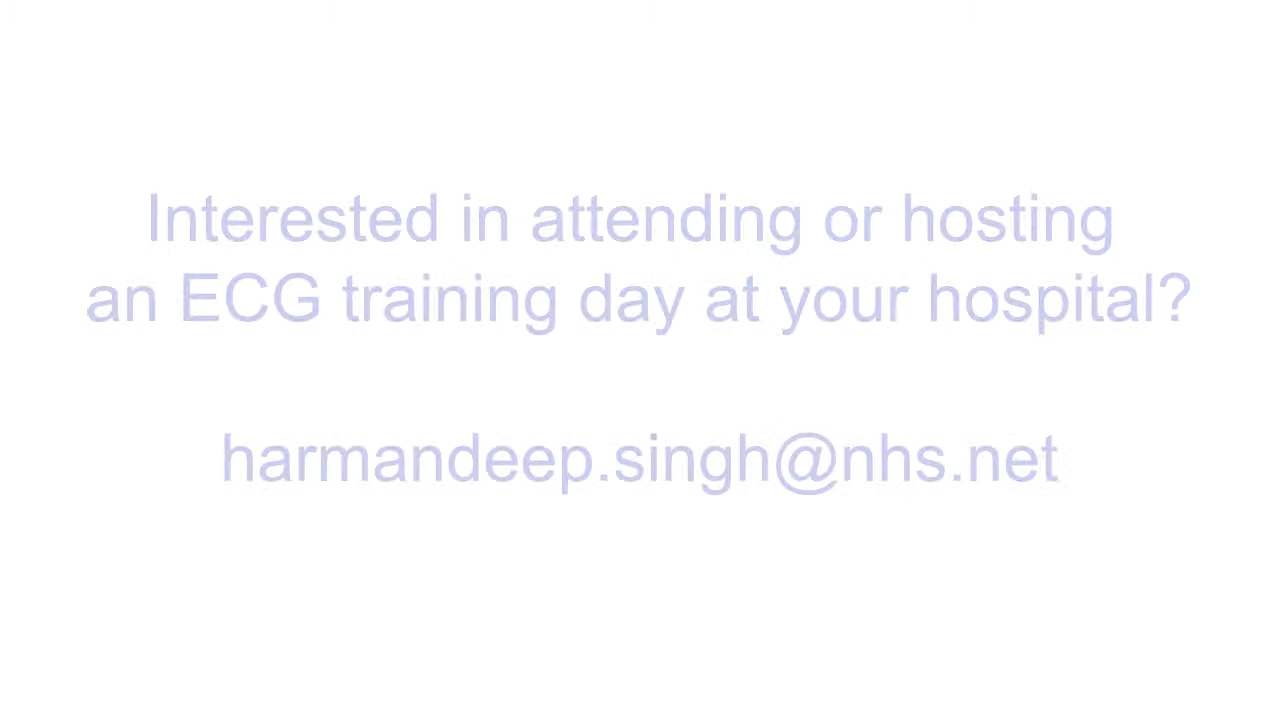 Interested in attending or hosting
an ECG training day at your hospital?
harmandeep.singh@nhs.net